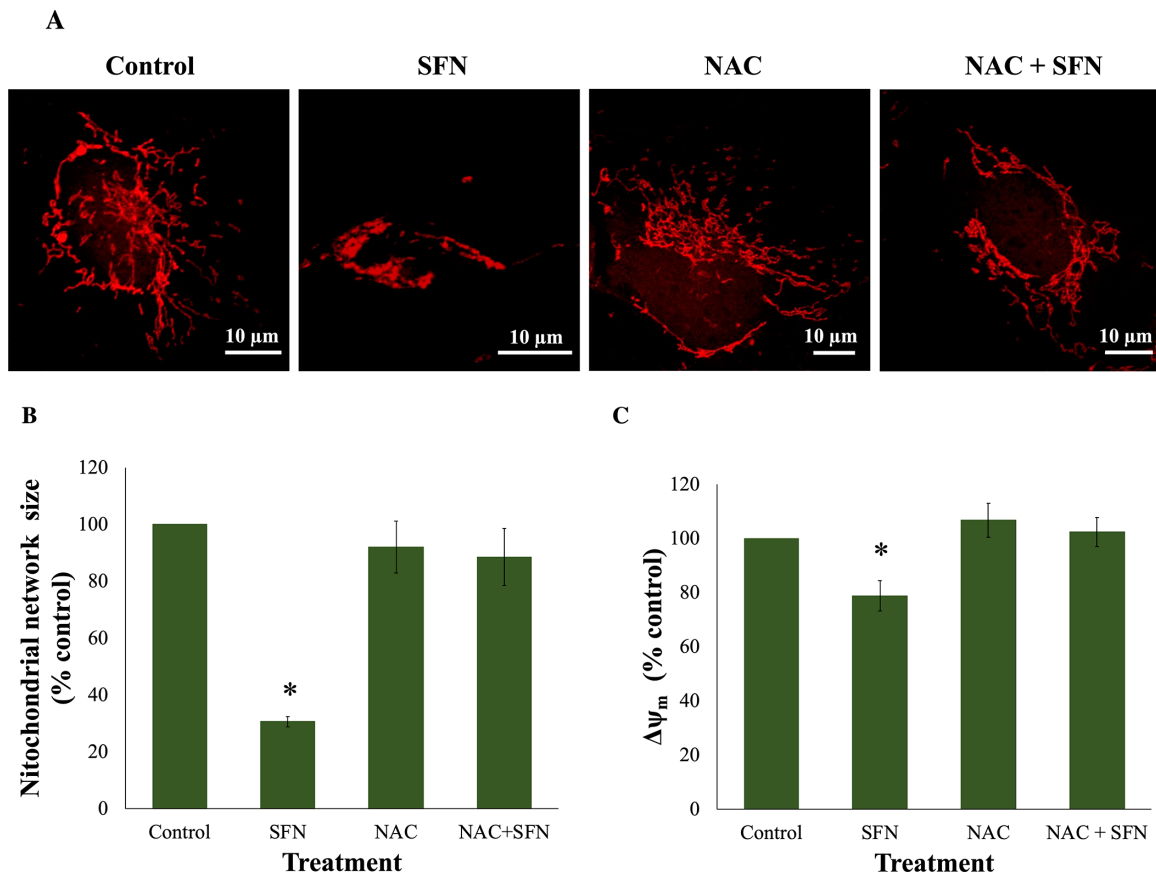 A
Control
SFN
NAC
NAC + SFN
10 µm
10 µm
10 µm
10 µm
B
Nitochondrial network size
(% control)
120
100
80
60
40
20
0
*
Control
SFN
NAC
NAC+SFN
Treatment
C
Δψm (% control)
120
100
80
60
40
20
0
*
Control
SFN
NAC
NAC + SFN
Treatment